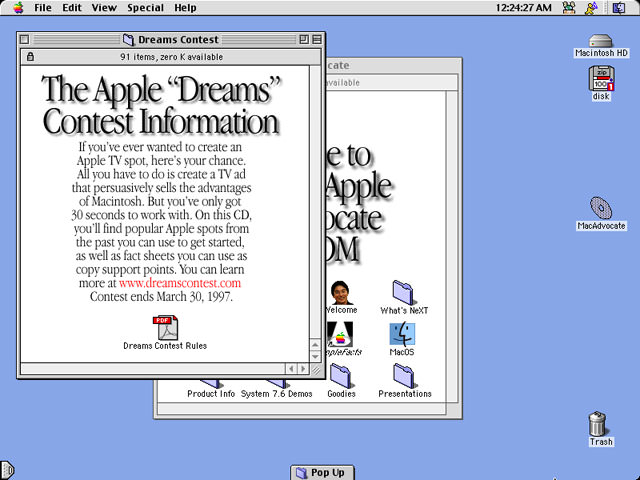 File Edit View Special Help 12:24:27 AM
Dreams Contest
91 items, zero K available
The Apple “Dreams”
Contest Information
If you’ve ever wanted to create an
Apple TV spot, here’s your chance.
All you have to do is create a TV ad
that persuasively sells the advantages
of Macintosh. But you’ve only got
30 seconds to work with. On this CD,
you’ll find popular Apple spots from
the past you can use to get started,
as well as fact sheets you can use as
copy support points. You can learn
more at www.dreamscontest.com
Contest ends March 30, 1997.
PDF
Dreams Contest Rules
cate
available
e to
Apple
ocate
OM
Welcome
What's NeXT
MacOS
Product Info
System 7.6 Demos
Goodies
Presentations
Macintosh HD
zip
100
disk
MacAdvocate
Trash
Pop Up